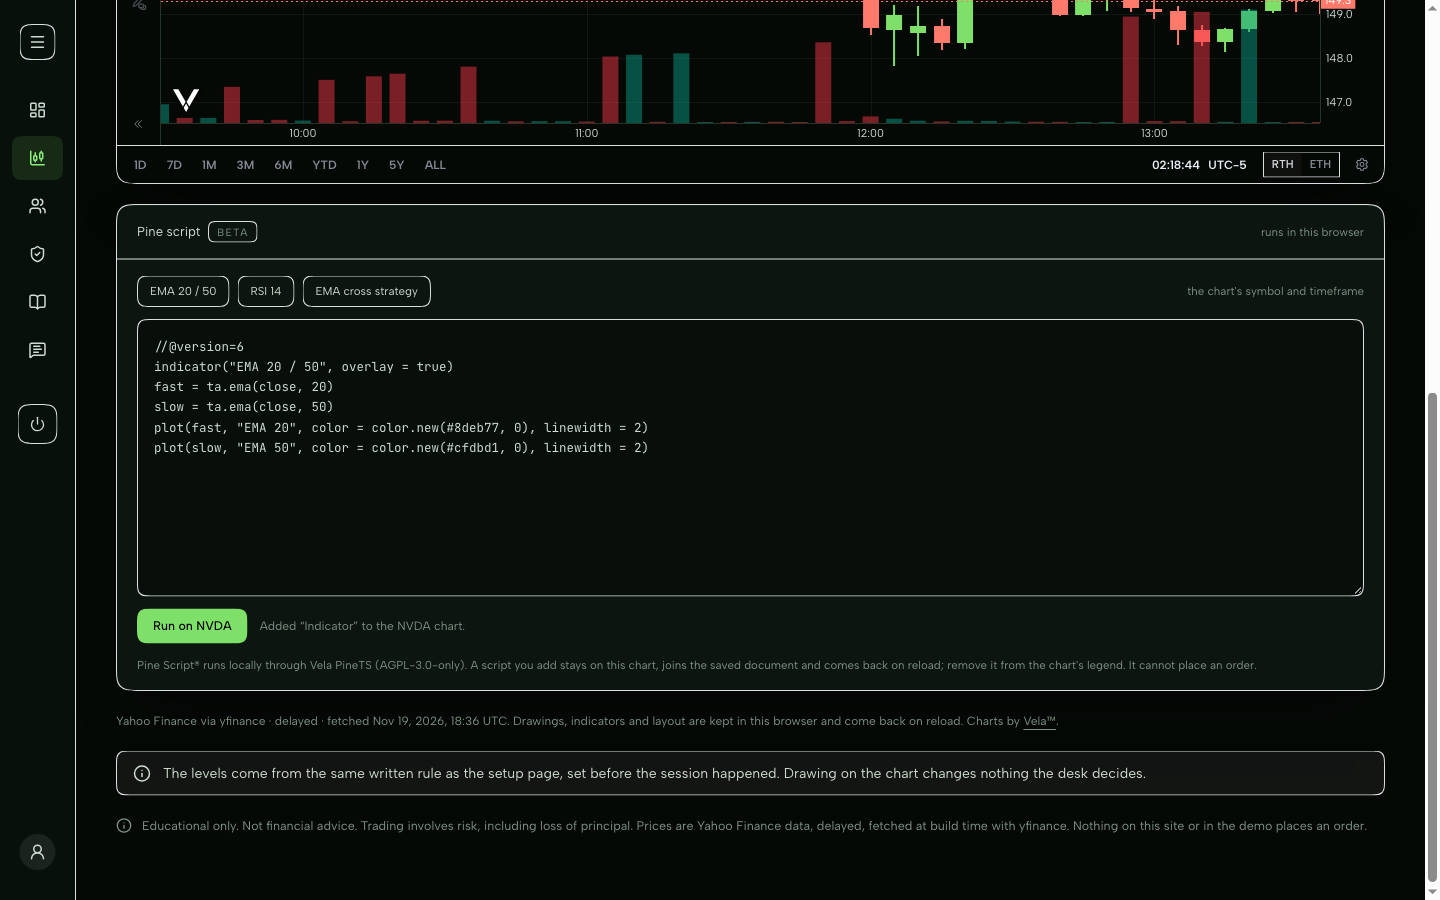 149.3
149.0
148.0
147.0
10:00 11:00 12:00 13:00
1D 7D 1M 3M 6M YTD 1Y 5Y ALL 02:18:44 UTC-5 RTH ETH
Pine script BETA runs in this browser
EMA 20 / 50 RSI 14 EMA cross strategy the chart's symbol and timeframe
//@version=6
indicator("EMA 20 / 50", overlay = true)
fast = ta.ema(close, 20)
slow = ta.ema(close, 50)
plot(fast, "EMA 20", color = color.new(#8deb77, 0), linewidth = 2)
plot(slow, "EMA 50", color = color.new(#cfdbd1, 0), linewidth = 2)
Run on NVDA Added “Indicator” to the NVDA chart.
Pine Script® runs locally through Vela PineTS (AGPL-3.0-only). A script you add stays on this chart, joins the saved document and comes back on reload; remove it from the chart's legend. It cannot place an order.
Yahoo Finance via yfinance · delayed · fetched Nov 19, 2026, 18:36 UTC. Drawings, indicators and layout are kept in this browser and come back on reload. Charts by Vela™.
The levels come from the same written rule as the setup page, set before the session happened. Drawing on the chart changes nothing the desk decides.
Educational only. Not financial advice. Trading involves risk, including loss of principal. Prices are Yahoo Finance data, delayed, fetched at build time with yfinance. Nothing on this site or in the demo places an order.